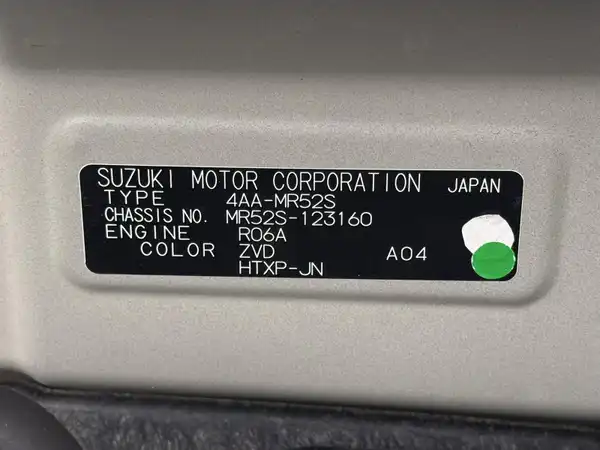 SUZUKI MOTOR CORPORATION JAPAN
TYPE 4AA-MR52S
CHASSIS NO. MR52S-123160
ENGINE R06A
COLOR ZVD A04
HTXP-JN